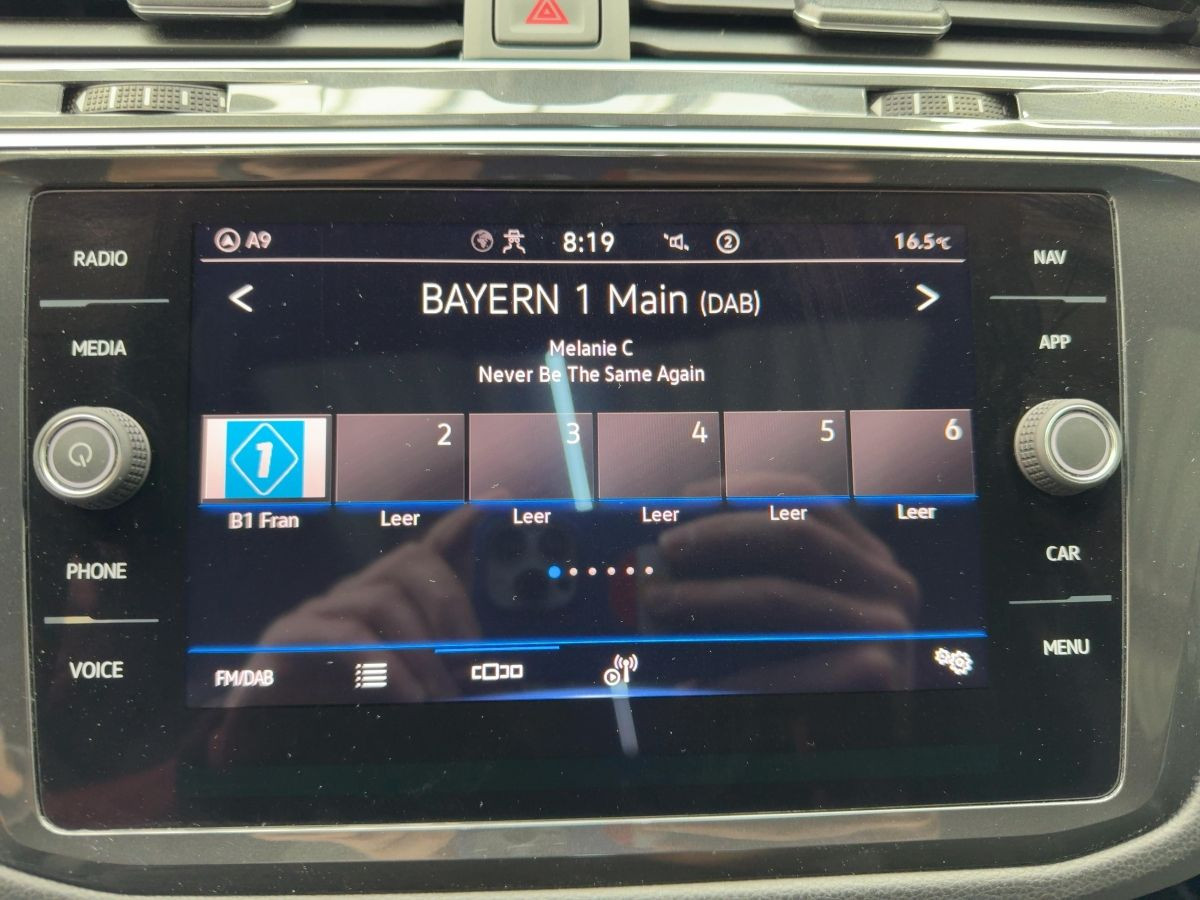 RADIO
MEDIA
PHONE
VOICE
A9 8:19 2 16.5°C
< BAYERN 1 Main (DAB) >
Melanie C
Never Be The Same Again
1 2 3 4 5 6
B1 Fran Leer Leer Leer Leer Leer
FM/DAB
NAV
APP
CAR
MENU